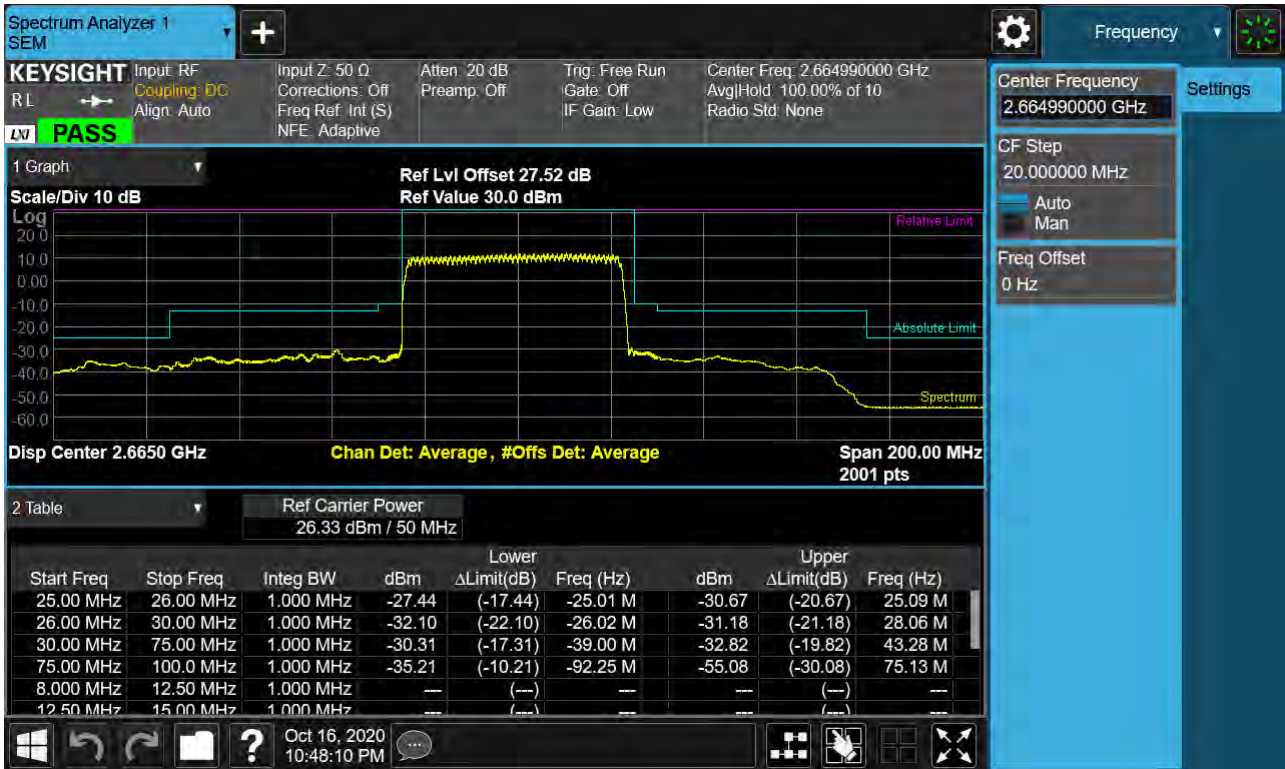 Spectrum Analyzer 1
SEM
Frequency
KEYSIGHT
R L
LXI PASS
Input: RF
Coupling: DC
Align: Auto
Input Z: 50 Ω
Corrections: Off
Freq Ref: Int (S)
NFE: Adaptive
Atten: 20 dB
Preamp: Off
Trig: Free Run
Gate: Off
IF Gain: Low
Center Freq: 2.664990000 GHz
Avg|Hold: 100.00% of 10
Radio Std: None
Center Frequency
2.664990000 GHz
Settings
CF Step
20.000000 MHz
Auto
Man
Freq Offset
0 Hz
1 Graph
Scale/Div 10 dB
Ref Lvl Offset 27.52 dB
Ref Value 30.0 dBm
Log
20.0
10.0
0.00
-10.0
-20.0
-30.0
-40.0
-50.0
-60.0
Relative Limit
Absolute Limit
Spectrum
Disp Center 2.6650 GHz
Chan Det: Average, #Offs Det: Average
Span 200.00 MHz
2001 pts
2 Table
Ref Carrier Power
26.33 dBm / 50 MHz
Lower Upper
Start Freq Stop Freq Integ BW dBm ΔLimit(dB) Freq (Hz) dBm ΔLimit(dB) Freq (Hz)
25.00 MHz 26.00 MHz 1.000 MHz -27.44 (-17.44) -25.01 M -30.67 (-20.67) 25.09 M
26.00 MHz 30.00 MHz 1.000 MHz -32.10 (-22.10) -26.02 M -31.18 (-21.18) 28.06 M
30.00 MHz 75.00 MHz 1.000 MHz -30.31 (-17.31) -39.00 M -32.82 (-19.82) 43.28 M
75.00 MHz 100.0 MHz 1.000 MHz -35.21 (-10.21) -92.25 M -55.08 (-30.08) 75.13 M
8.000 MHz 12.50 MHz 1.000 MHz --- (---) --- --- (---) ---
12.50 MHz 15.00 MHz 1.000 MHz --- (---) --- --- (---) ---
Oct 16, 2020
10:48:10 PM